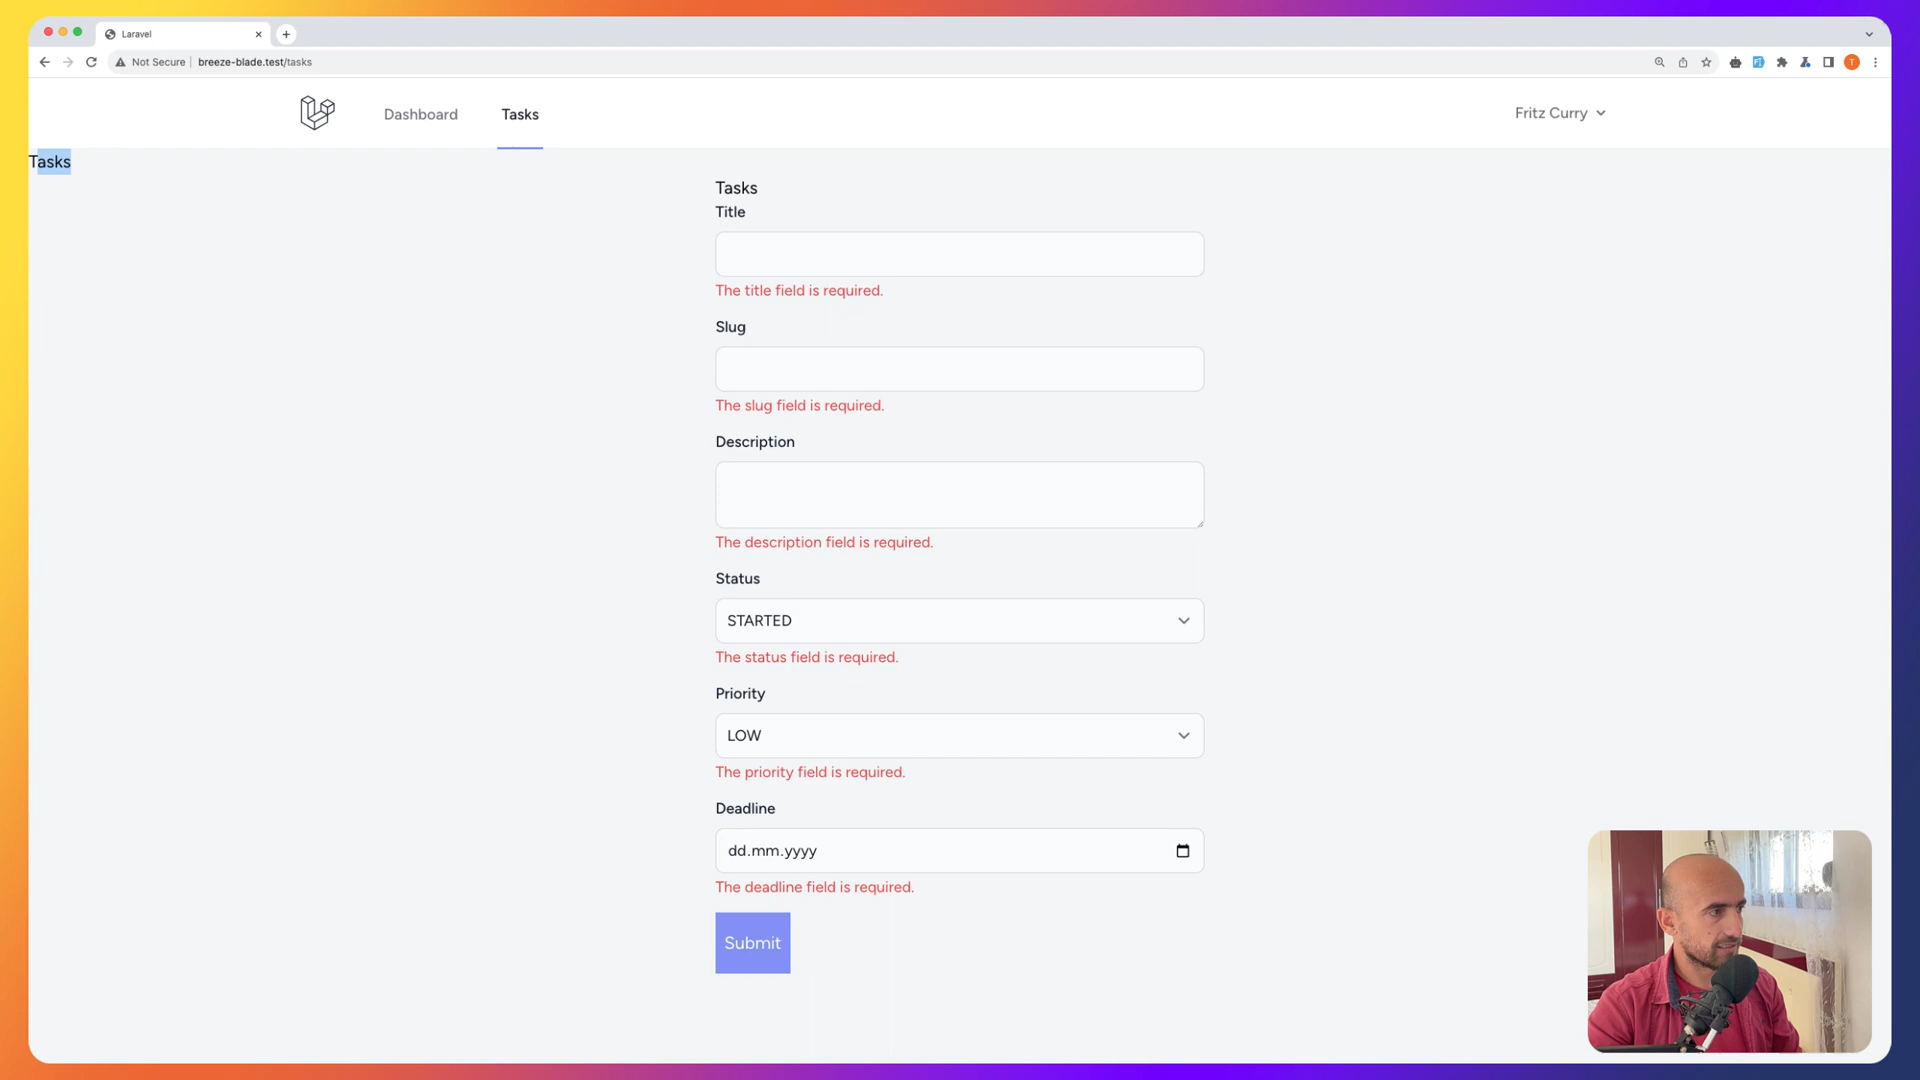 Laravel
Not Secure
breeze-blade.test/tasks
T
Dashboard
Tasks
Fritz Curry
Tasks
Tasks
Title
The title field is required.
Slug
The slug field is required.
Description
The description field is required.
Status
STARTED
The status field is required.
Priority
LOW
The priority field is required.
Deadline
dd.mm.yyyy
The deadline field is required.
Submit